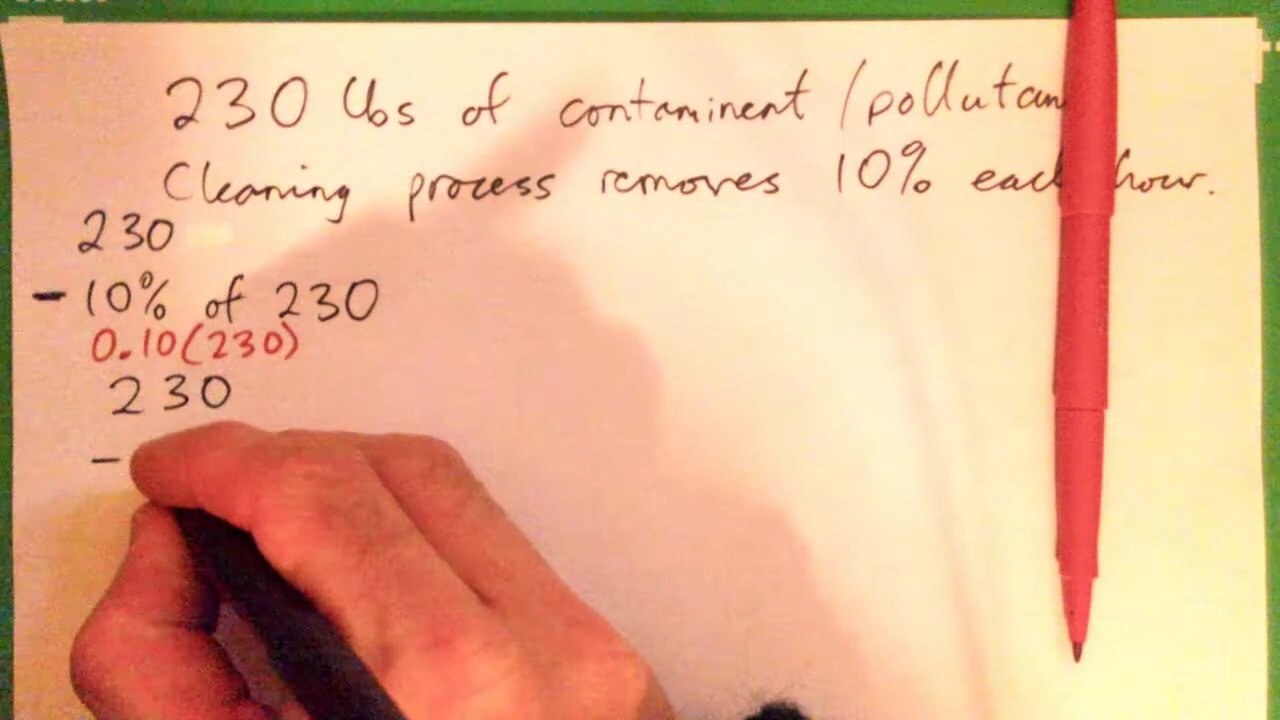 230 lbs of contaminent / pollutan
Cleaning process removes 10% each hour.
230
- 10% of 230
0.10(230)
230
-